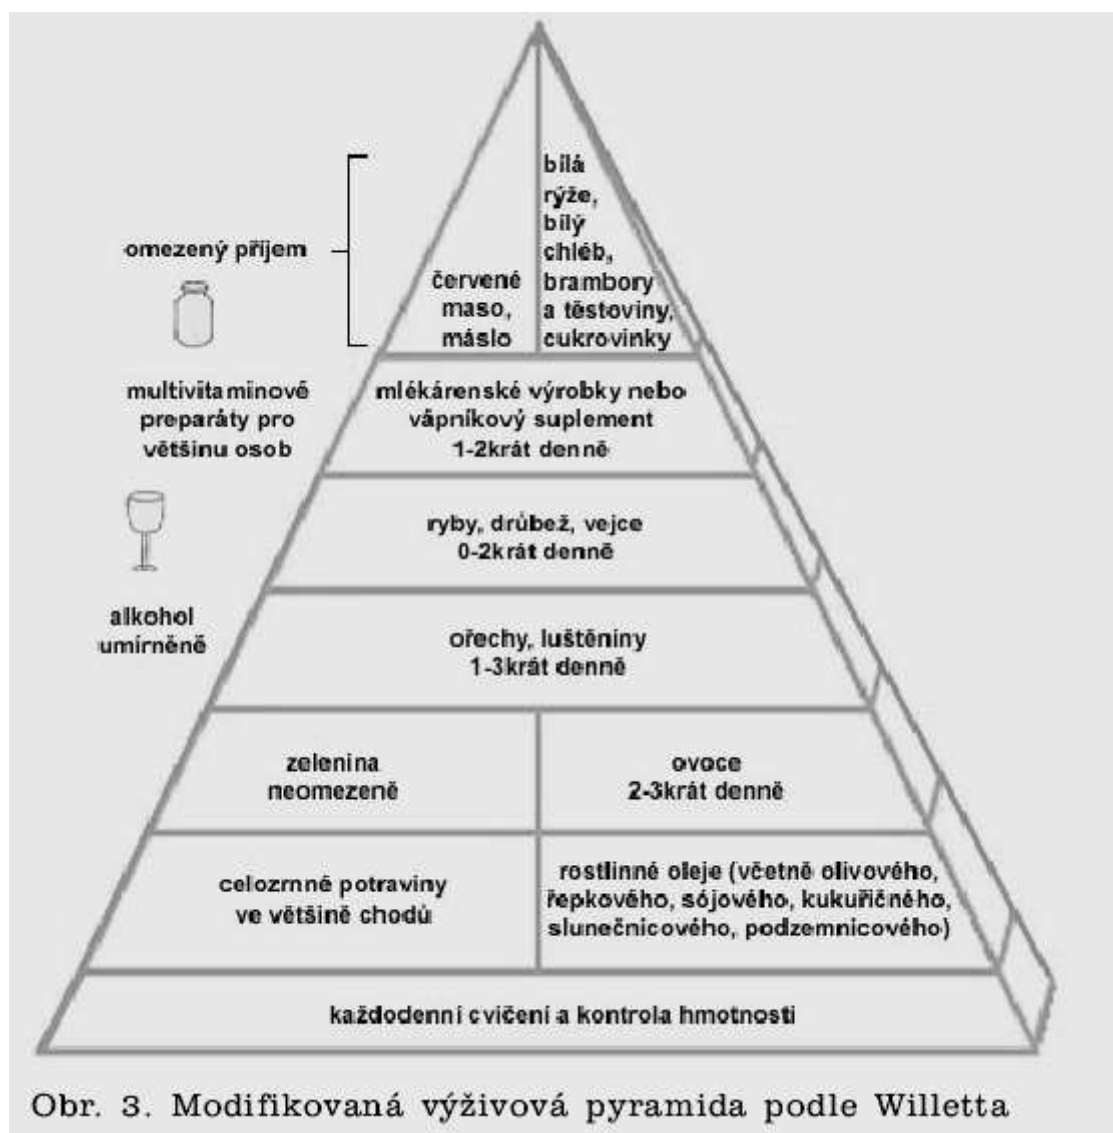 bílá
rýže,
bílý
chléb,
brambory
a těstoviny,
cukrovinky
omezený příjem
červené
maso,
máslo
multivitaminové
preparáty pro
většinu osob
mlékárenské výrobky nebo
vápníkový suplement
1-2krát denně
ryby, drůbež, vejce
0-2krát denně
alkohol
umírněně
ořechy, luštěniny
1-3krát denně
zelenina
neomezeně
ovoce
2-3krát denně
celozrnné potraviny
ve většině chodů
rostlinné oleje (včetně olivového,
řepkového, sójového, kukuřičného,
slunečnicového, podzemnicového)
každodenní cvičení a kontrola hmotnosti
Obr. 3. Modifikovaná výživová pyramida podle Willetta